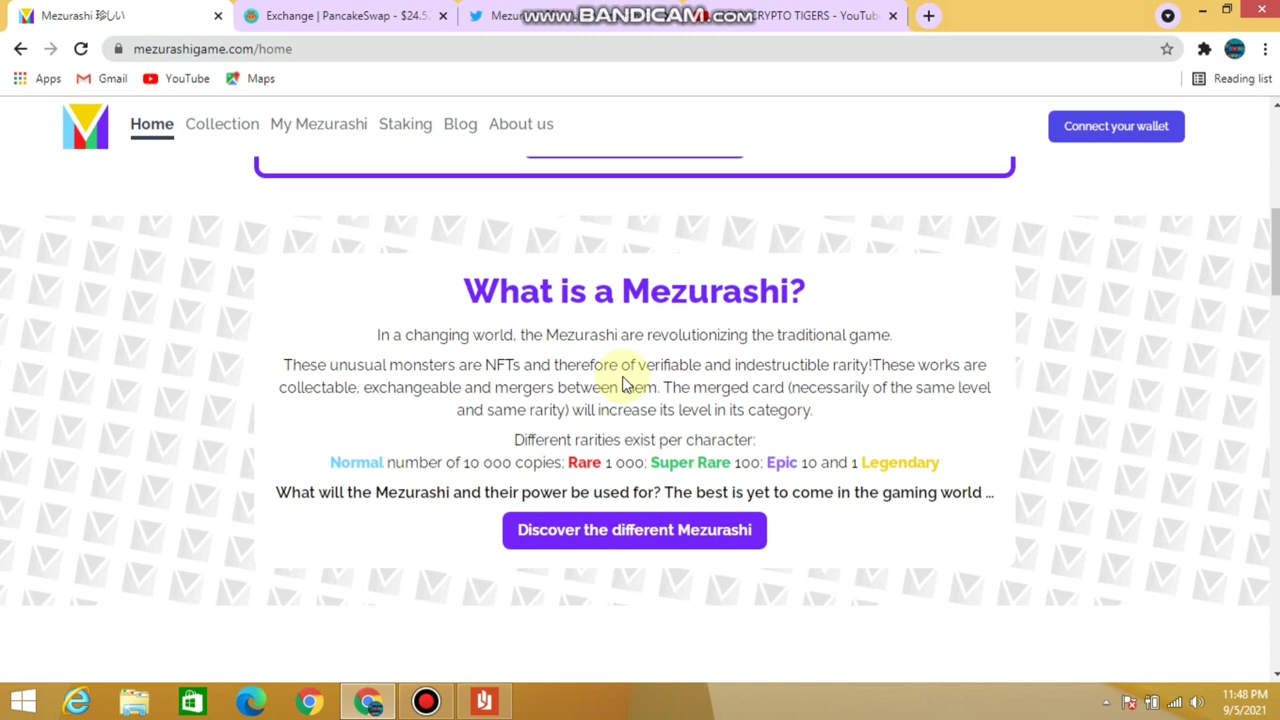 Mezurashi 珍しい
Exchange | PancakeSwap - $24.5
Mezu
CRYPTO TIGERS - YouTub
www.BANDICAM.com
mezurashigame.com/home
Apps
Gmail
YouTube
Maps
Reading list
Home
Collection
My Mezurashi
Staking
Blog
About us
Connect your wallet
What is a Mezurashi?
In a changing world, the Mezurashi are revolutionizing the traditional game.
These unusual monsters are NFTs and therefore of verifiable and indestructible rarity!These works are
collectable, exchangeable and mergers between them. The merged card (necessarily of the same level
and same rarity) will increase its level in its category.
Different rarities exist per character:
Normal number of 10 000 copies; Rare 1 000; Super Rare 100; Epic 10 and 1 Legendary
What will the Mezurashi and their power be used for? The best is yet to come in the gaming world ...
Discover the different Mezurashi
11:48 PM
9/5/2021